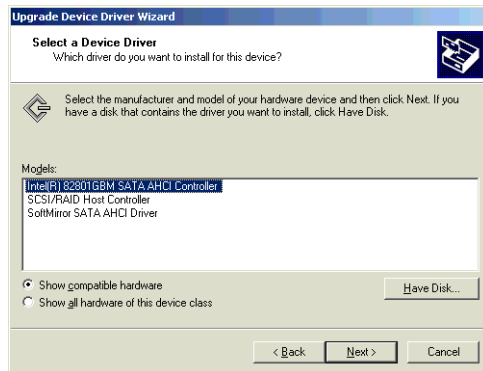 Upgrade Device Driver Wizard
Select a Device Driver
Which driver do you want to install for this device?
Select the manufacturer and model of your hardware device and then click Next. If you
have a disk that contains the driver you want to install, click Have Disk.
Models:
Intel(R) 82801GBM SATA AHCI Controller
SCSI/RAID Host Controller
SoftMirror SATA AHCI Driver
Show compatible hardware
Show all hardware of this device class
Have Disk...
< Back
Next >
Cancel